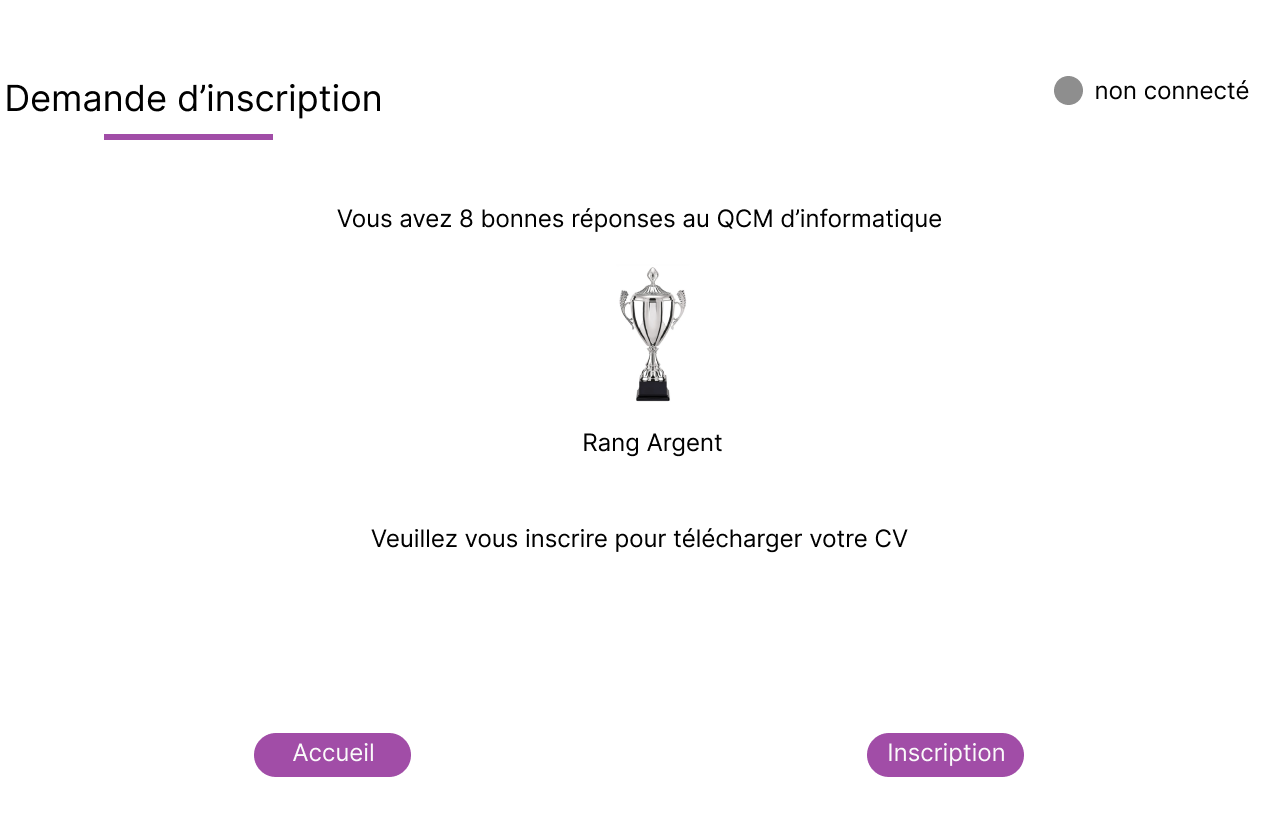 Demande d’inscription
non connecté
Vous avez 8 bonnes réponses au QCM d’informatique
Rang Argent
Veuillez vous inscrire pour télécharger votre CV
Accueil
Inscription